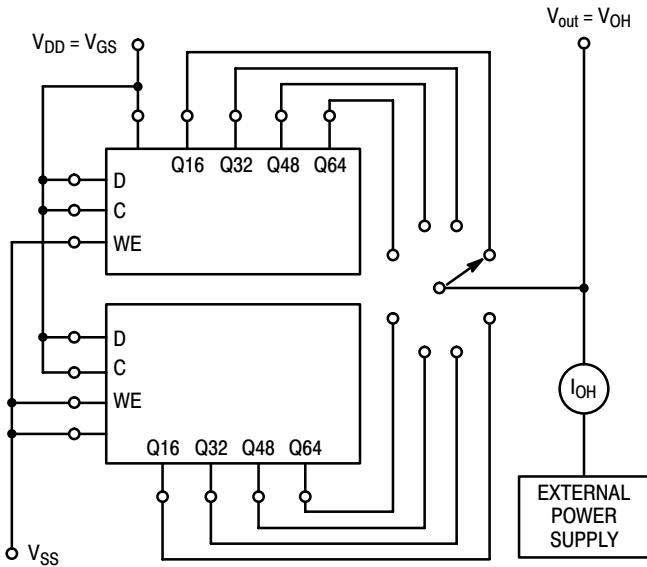 V_out = V_OH
V_DD = V_GS
Q16 Q32 Q48 Q64
D
C
WE
D
C
WE
Q16 Q32 Q48 Q64
I_OH
EXTERNAL
POWER
SUPPLY
V_SS